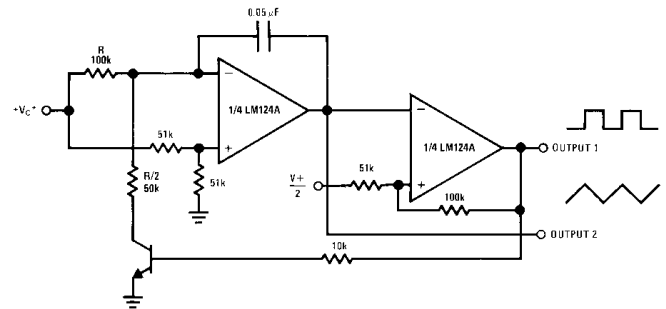 0.05 µF
R
100k
+VC*
1/4 LM124A
51k
R/2
50k
51k
1/4 LM124A
V+
2
51k
100k
OUTPUT 1
OUTPUT 2
10k